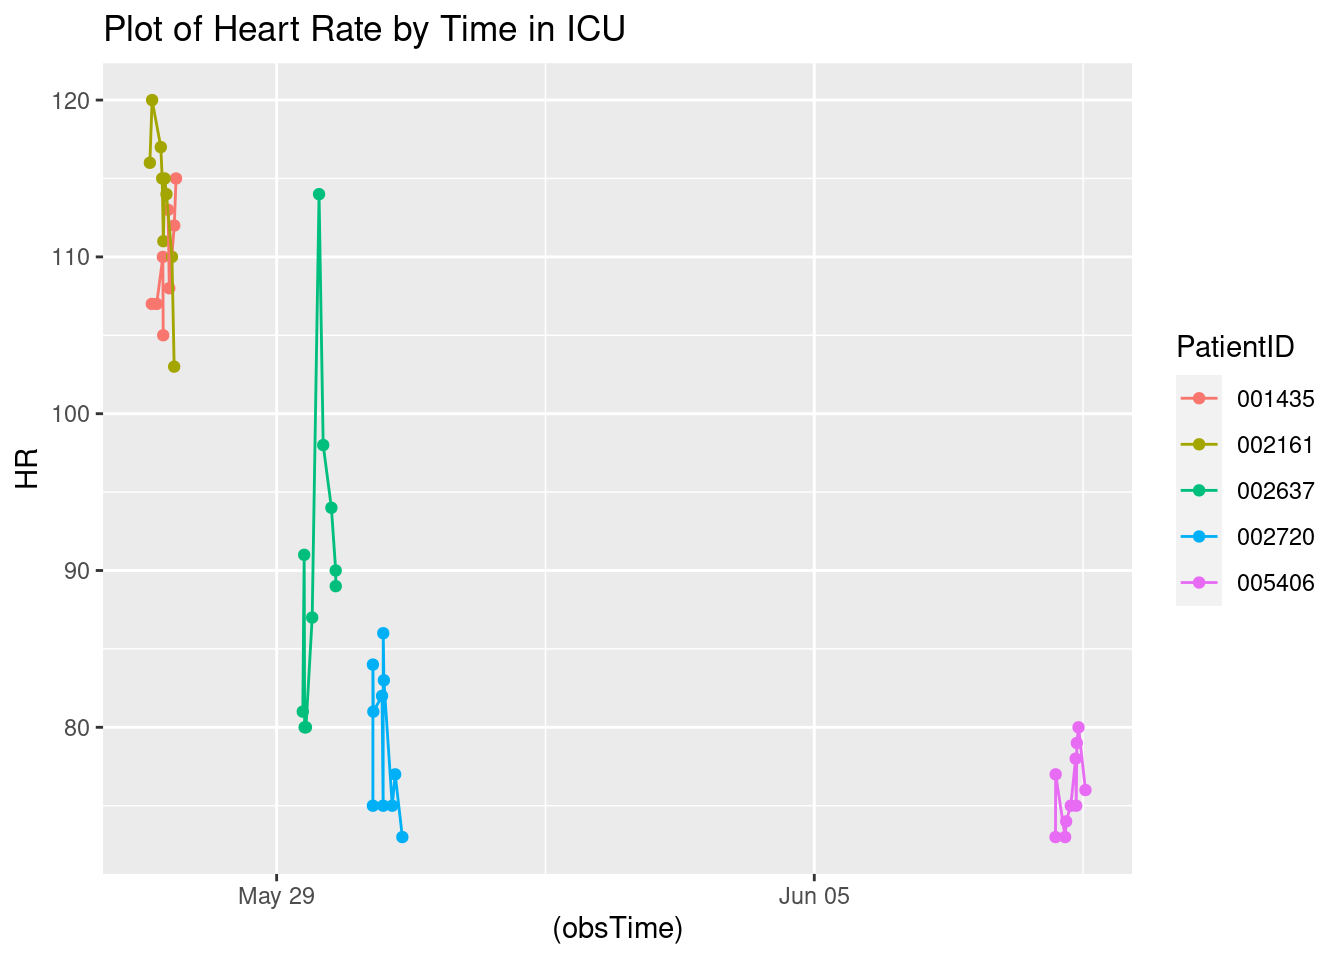 Plot of Heart Rate by Time in ICU
120
110
100
90
80
HR
May 29
Jun 05
(obsTime)
PatientID
001435
002161
002637
002720
005406